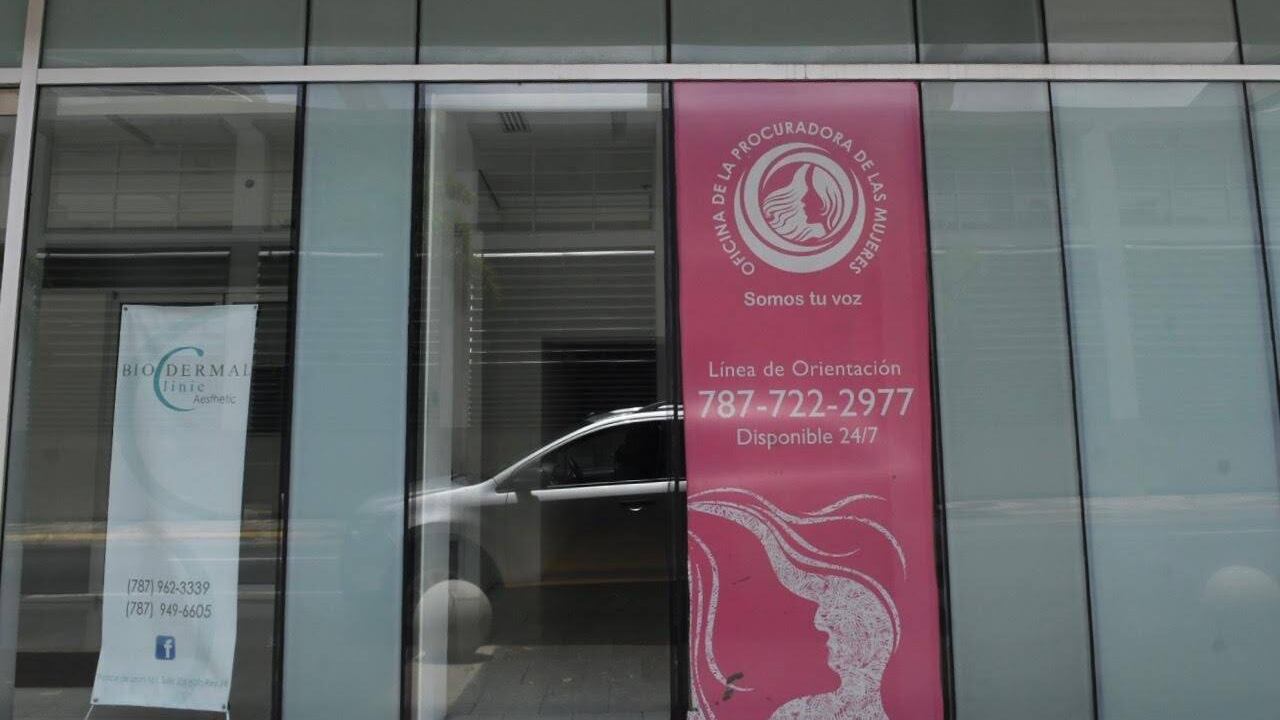 BIO DERMAL
Clinic
Aesthetic
(787) 962-3339
(787) 949-6605
f
OFICINA DE LA PROCURADORA DE LAS MUJERES
Somos tu voz
Línea de Orientación
787-722-2977
Disponible 24/7